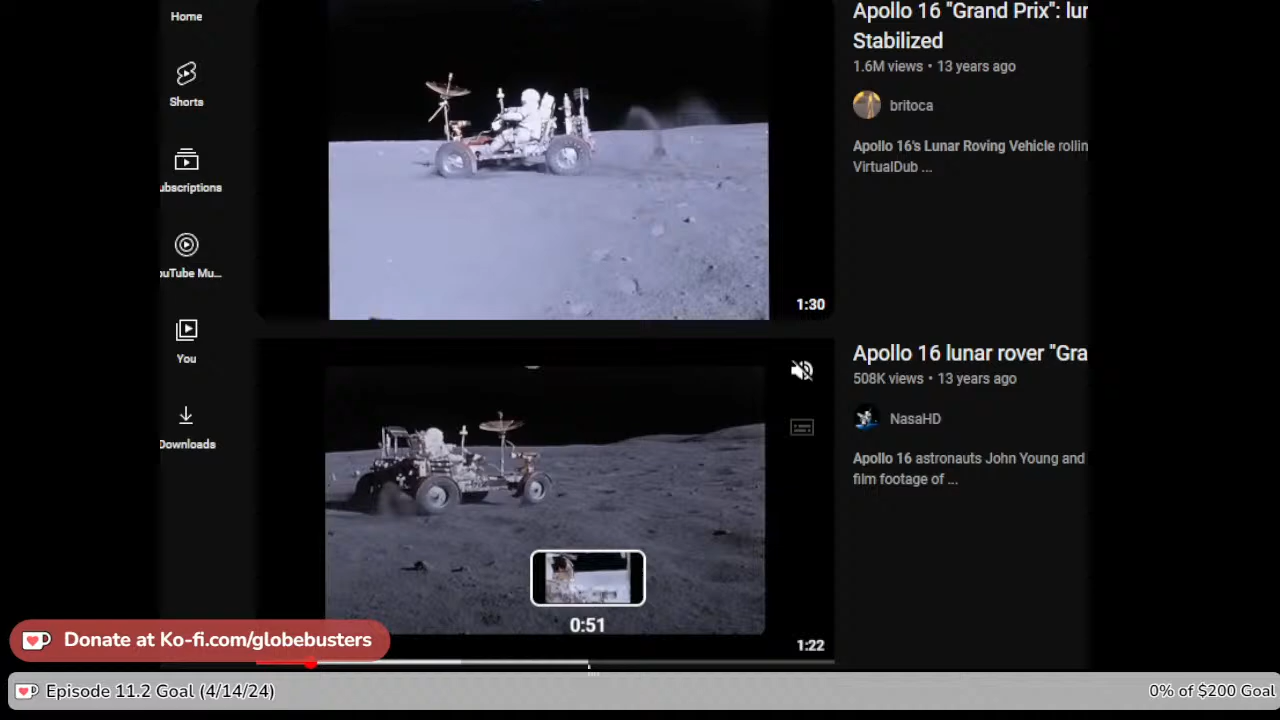 Home
Shorts
ubscriptions
ouTube Mu...
You
Downloads
Apollo 16 "Grand Prix": lur
Stabilized
1.6M views • 13 years ago
britoca
Apollo 16's Lunar Roving Vehicle rollin
VirtualDub ...
1:30
Apollo 16 lunar rover "Gra
508K views • 13 years ago
NasaHD
Apollo 16 astronauts John Young and
film footage of ...
0:51
1:22
Donate at Ko-fi.com/globebusters
Episode 11.2 Goal (4/14/24)
0% of $200 Goal